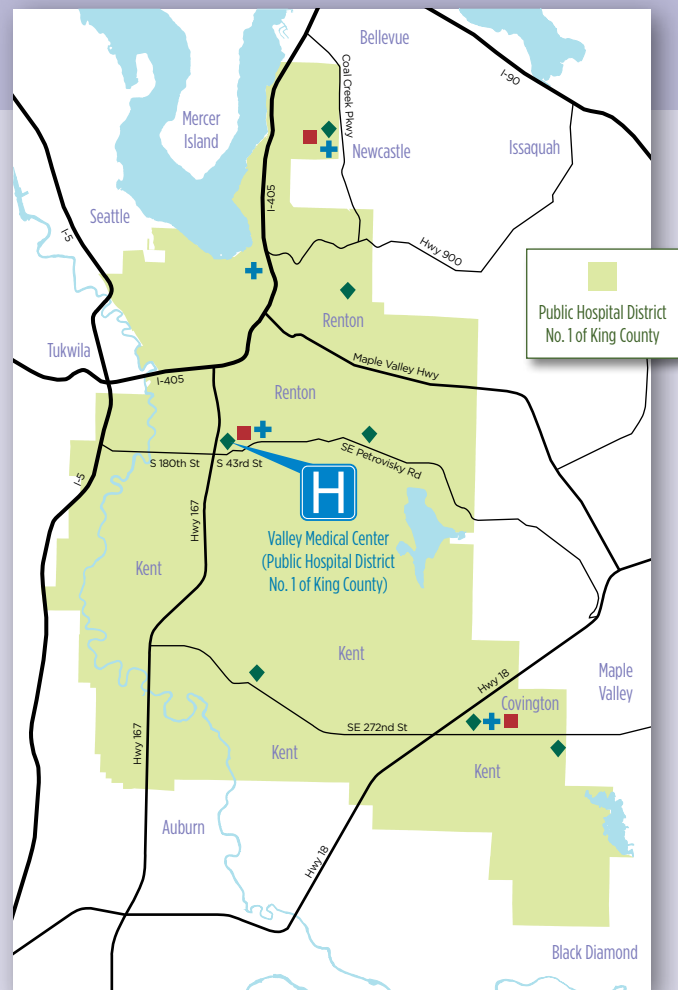 Bellevue
I-90
Coal Creek Pkwy
Mercer
Island
Newcastle
Issaquah
I-405
Seattle
I-5
Hwy 900
Public Hospital District
No. 1 of King County
Renton
Tukwila
Maple Valley Hwy
I-405
Renton
S 180th St
S 43rd St
SE Petrovisky Rd
I-5
H
Hwy 167
Valley Medical Center
(Public Hospital District
No. 1 of King County)
Kent
Kent
Maple
Valley
Hwy 18
Covington
SE 272nd St
Hwy 167
Kent
Kent
Auburn
Hwy 18
Black Diamond